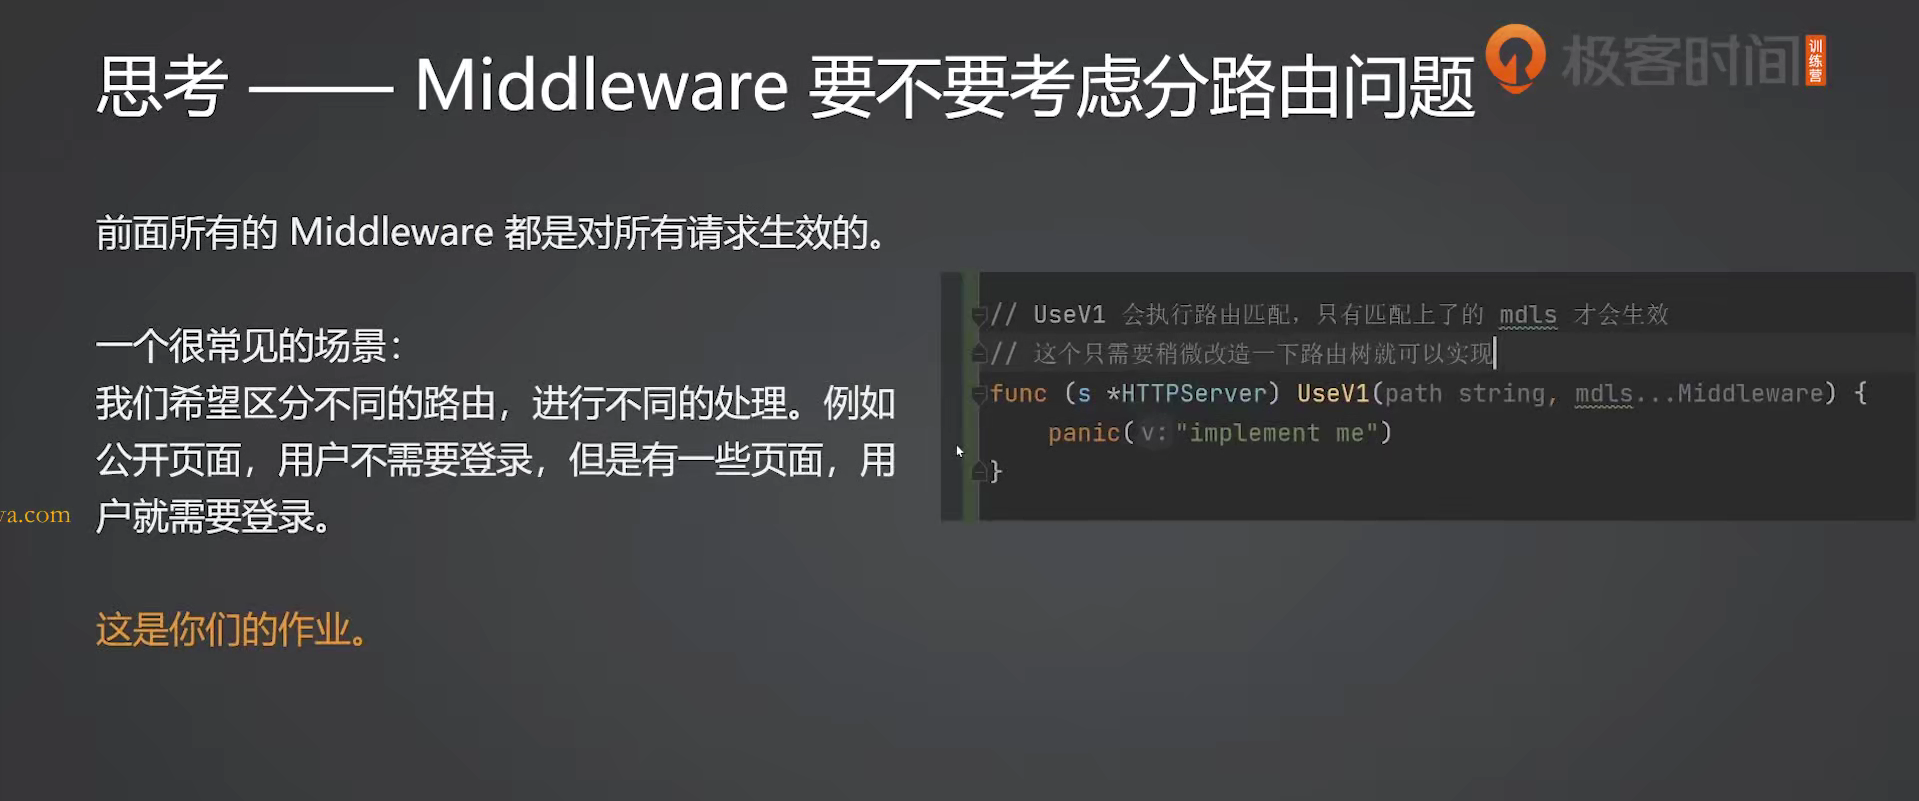 思考 —— Middleware 要不要考虑分路由问题
极客时间
训练营
前面所有的 Middleware 都是对所有请求生效的。
一个很常见的场景：
我们希望区分不同的路由，进行不同的处理。例如
公开页面，用户不需要登录，但是有一些页面，用
户就需要登录。
这是你们的作业。
va.com
// UseV1 会执行路由匹配，只有匹配上了的 mdls 才会生效
// 这个只需要稍微改造一下路由树就可以实现
func (s *HTTPServer) UseV1(path string, mdls...Middleware) {
panic( v: "implement me")
}